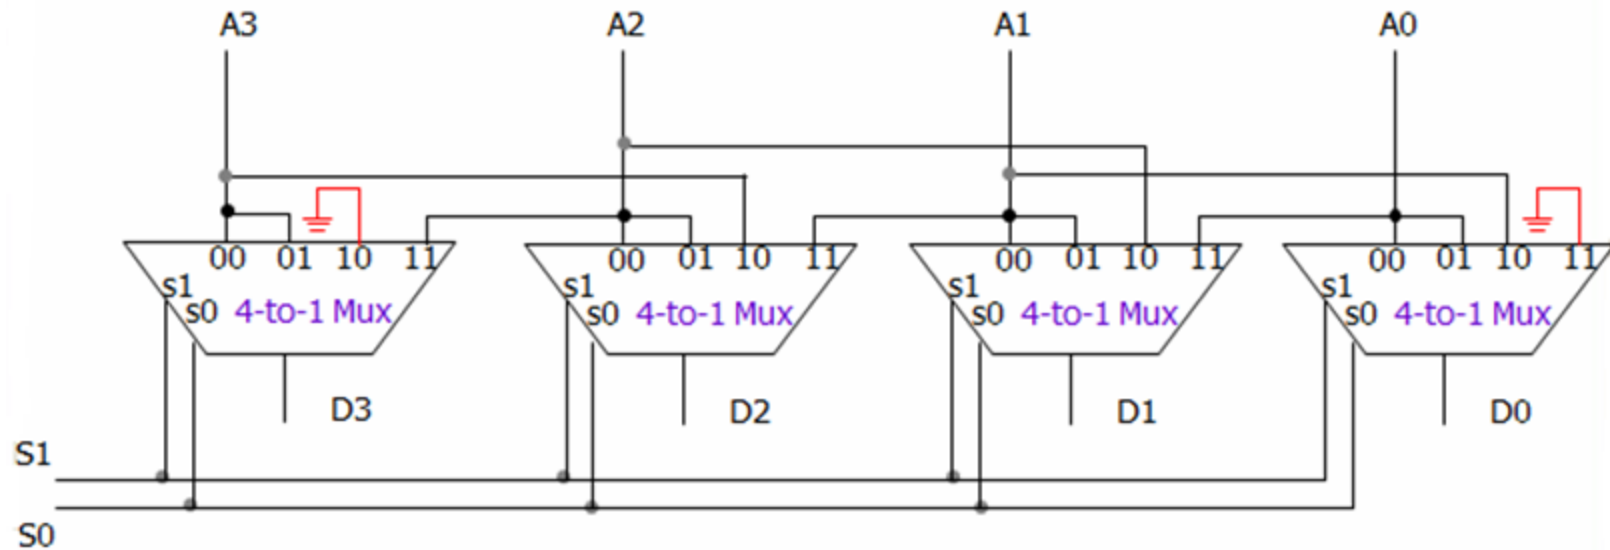 A3 A2 A1 A0
00 01 10 11 00 01 10 11 00 01 10 11 00 01 10 11
s1 s1 s1 s1
s0 4-to-1 Mux s0 4-to-1 Mux s0 4-to-1 Mux s0 4-to-1 Mux
D3 D2 D1 D0
S1
S0